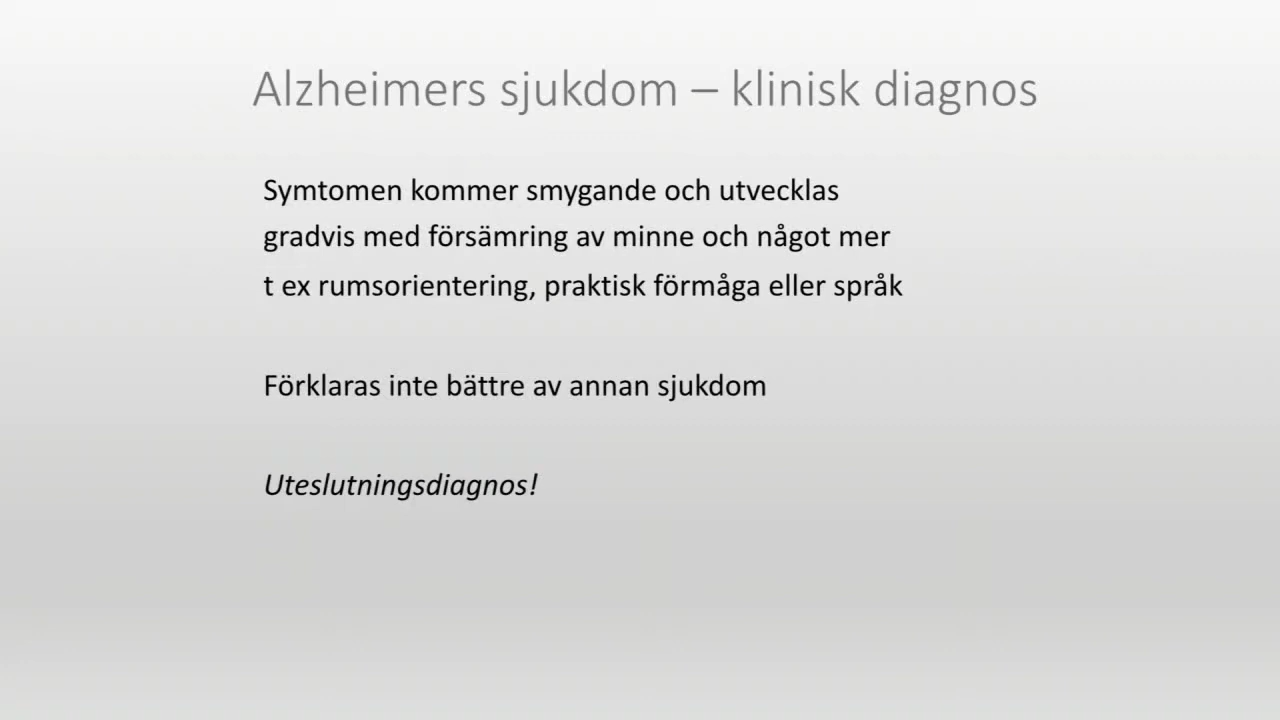 Alzheimers sjukdom – klinisk diagnos
Symtomen kommer smygande och utvecklas
gradvis med försämring av minne och något mer
t ex rumsorientering, praktisk förmåga eller språk
Förklaras inte bättre av annan sjukdom
Uteslutningsdiagnos!